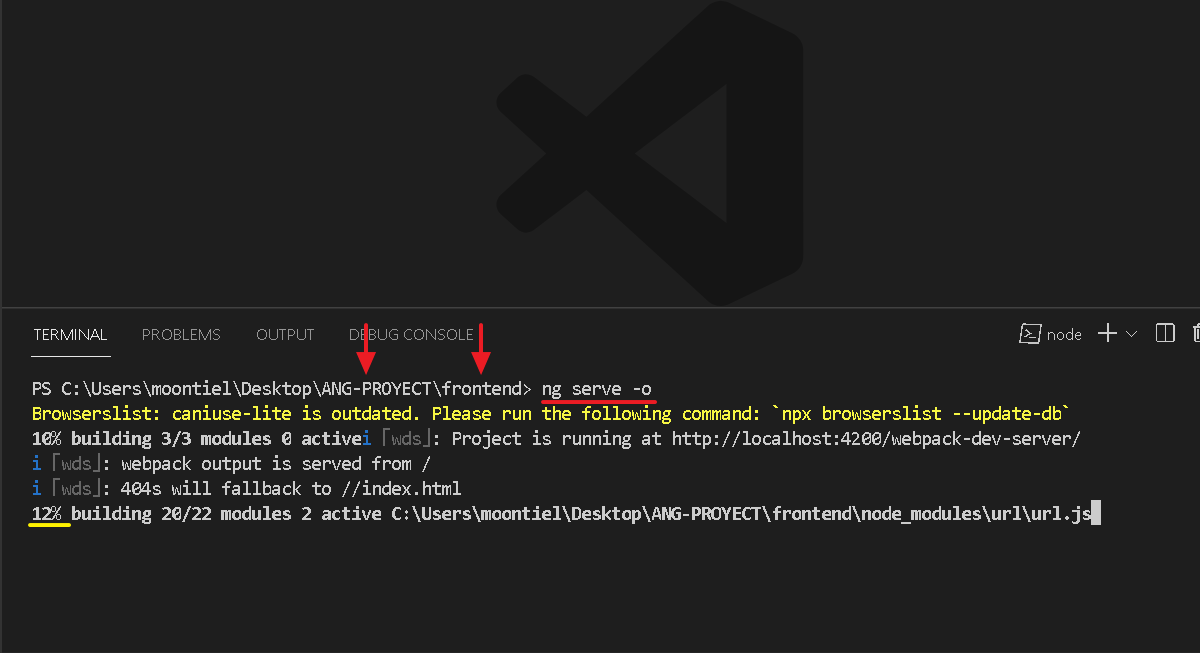 TERMINAL PROBLEMS OUTPUT DEBUG CONSOLE node
PS C:\Users\moontiel\Desktop\ANG-PROYECT\frontend> ng serve -o
Browserslist: caniuse-lite is outdated. Please run the following command: `npx browserslist --update-db`
10% building 3/3 modules 0 activei ｢wds｣: Project is running at http://localhost:4200/webpack-dev-server/
i ｢wds｣: webpack output is served from /
i ｢wds｣: 404s will fallback to //index.html
12% building 20/22 modules 2 active C:\Users\moontiel\Desktop\ANG-PROYECT\frontend\node_modules\url\url.js